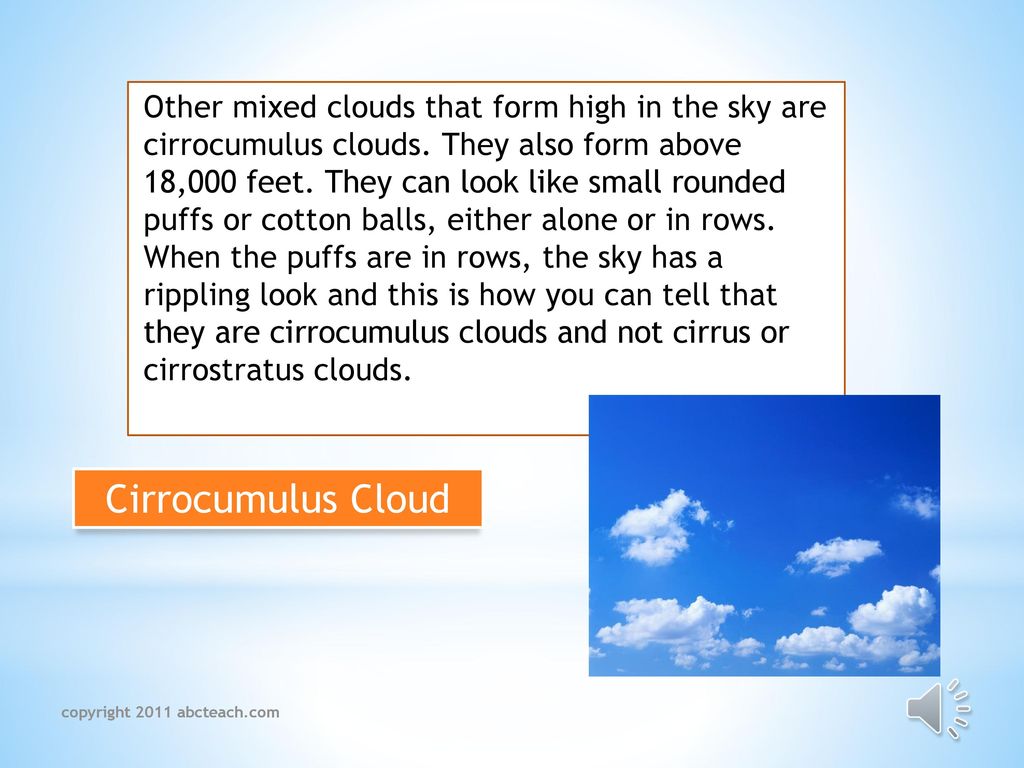 Other mixed clouds that form high in the sky are
cirrocumulus clouds. They also form above
18,000 feet. They can look like small rounded
puffs or cotton balls, either alone or in rows.
When the puffs are in rows, the sky has a
rippling look and this is how you can tell that
they are cirrocumulus clouds and not cirrus or
cirrostratus clouds.
Cirrocumulus Cloud
copyright 2011 abcteach.com